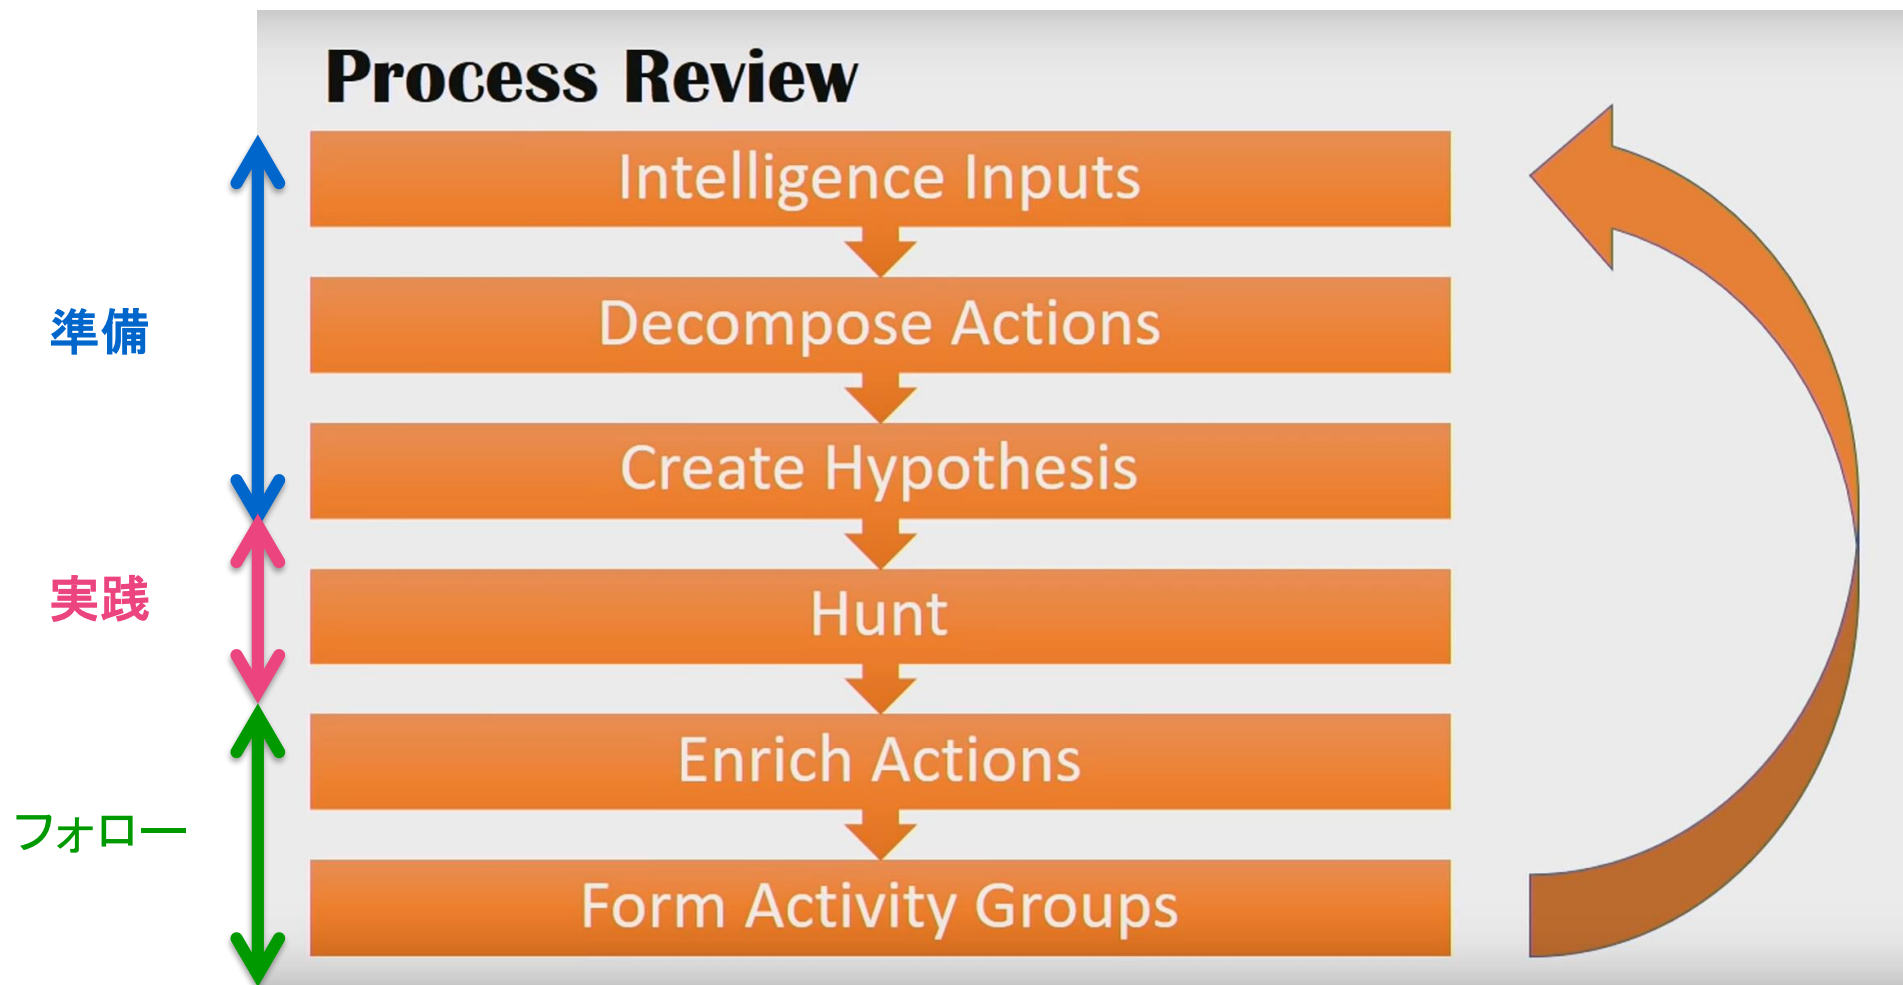 Process Review
Intelligence Inputs
Decompose Actions
準備
Create Hypothesis
実践
Hunt
Enrich Actions
フォロー
Form Activity Groups